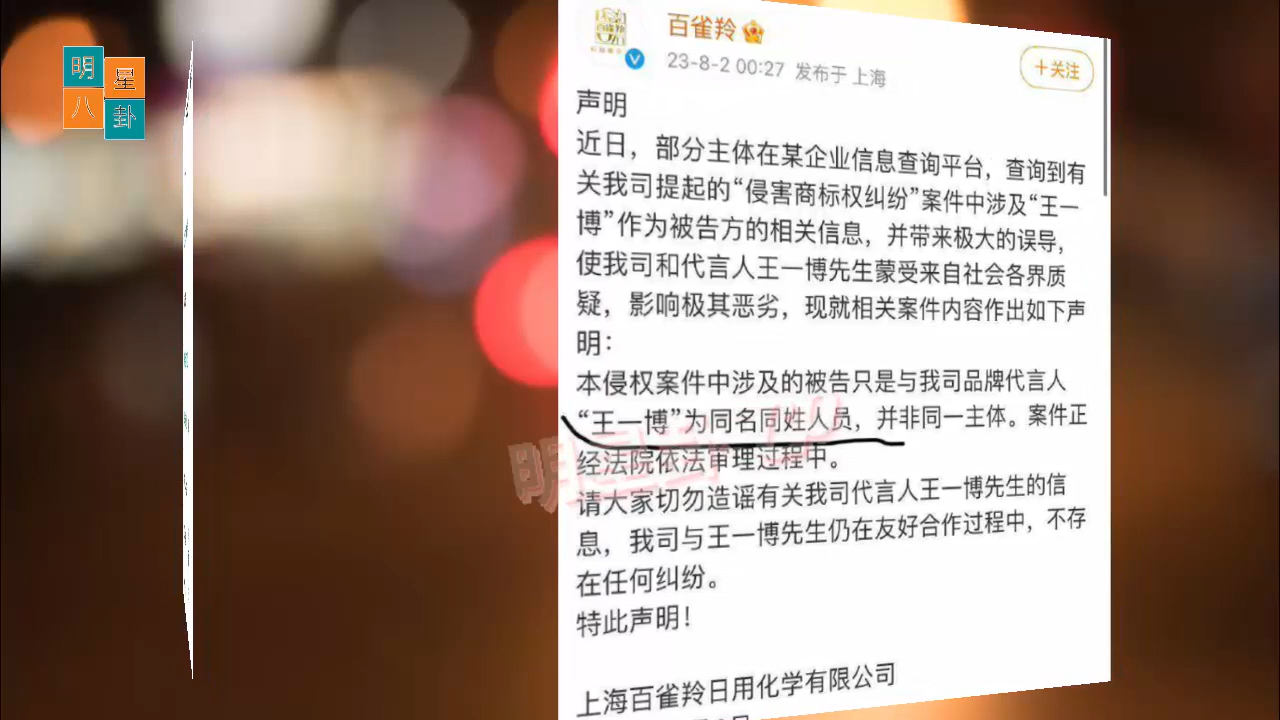 明星
八卦
百雀羚
23-8-2 00:27 发布于 上海
+关注
声明
近日，部分主体在某企业信息查询平台，查询到有
关我司提起的“侵害商标权纠纷”案件中涉及“王一
博”作为被告方的相关信息，并带来极大的误导，
使我司和代言人王一博先生蒙受来自社会各界质
疑，影响极其恶劣，现就相关案件内容作出如下声
明：
本侵权案件中涉及的被告只是与我司品牌代言人
“王一博”为同名同姓人员，并非同一主体。案件正
经法院依法审理过程中。
请大家切勿造谣有关我司代言人王一博先生的信
息，我司与王一博先生仍在友好合作过程中，不存
在任何纠纷。
特此声明！
上海百雀羚日用化学有限公司